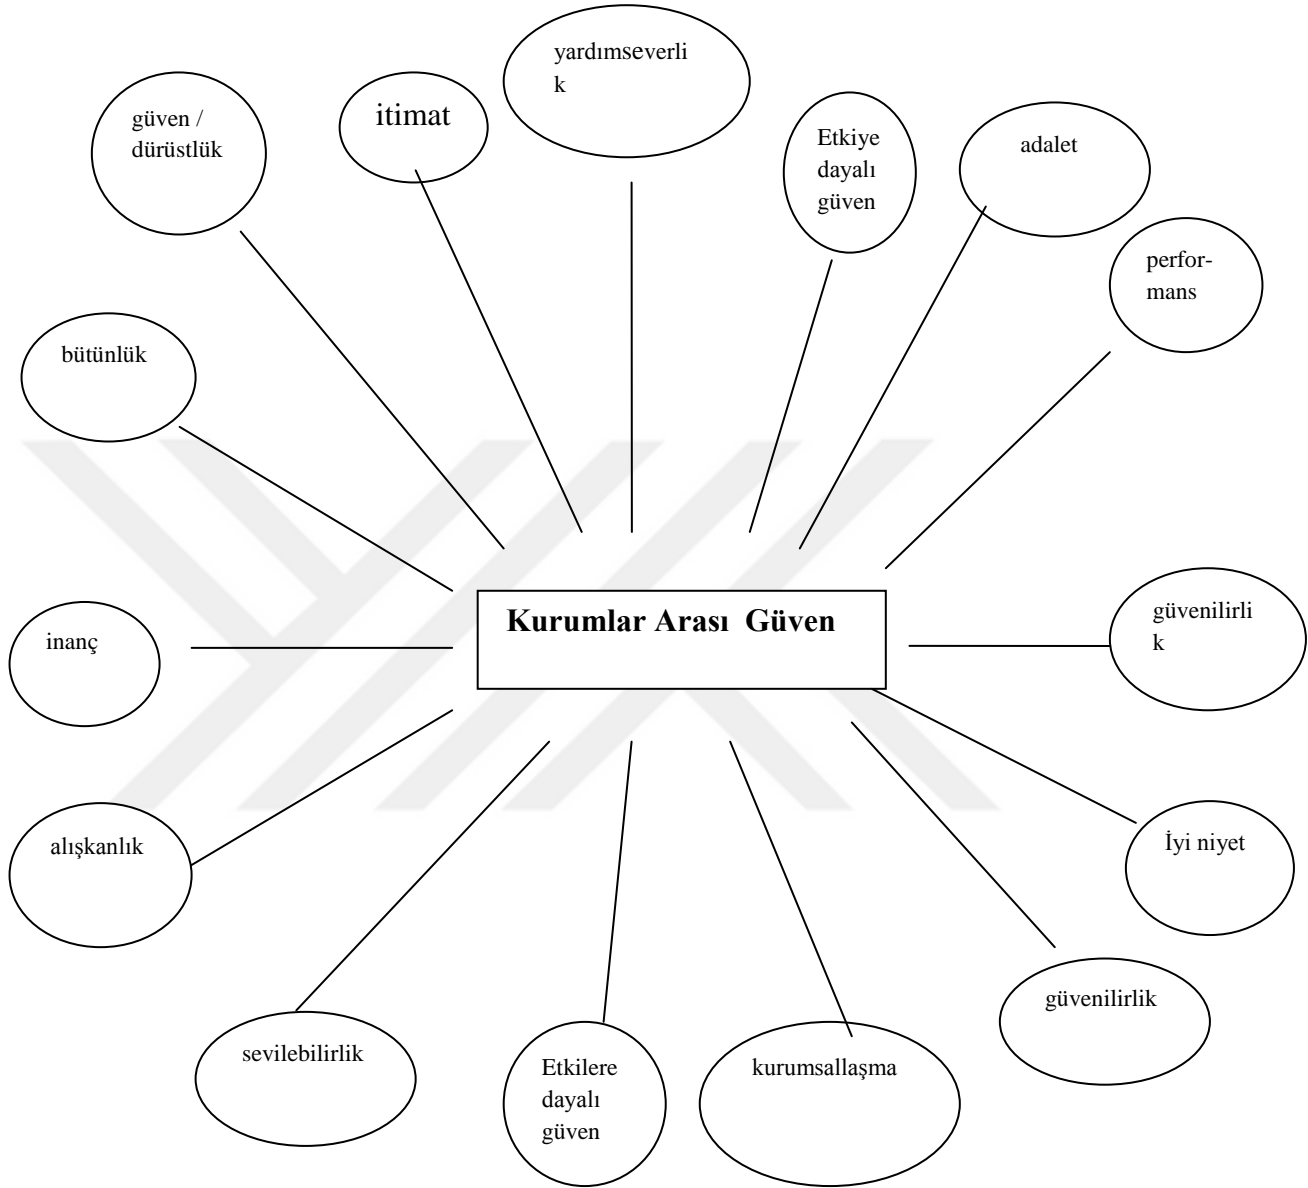 yardımseverli
k
itimat
güven /
dürüstlük
Etkiye
dayalı
güven
adalet
perfor-
mans
bütünlük
Kurumlar Arası  Güven
güvenilirli
k
inanç
alışkanlık
İyi niyet
güvenilirlik
sevilebilirlik
Etkilere
dayalı
güven
kurumsallaşma